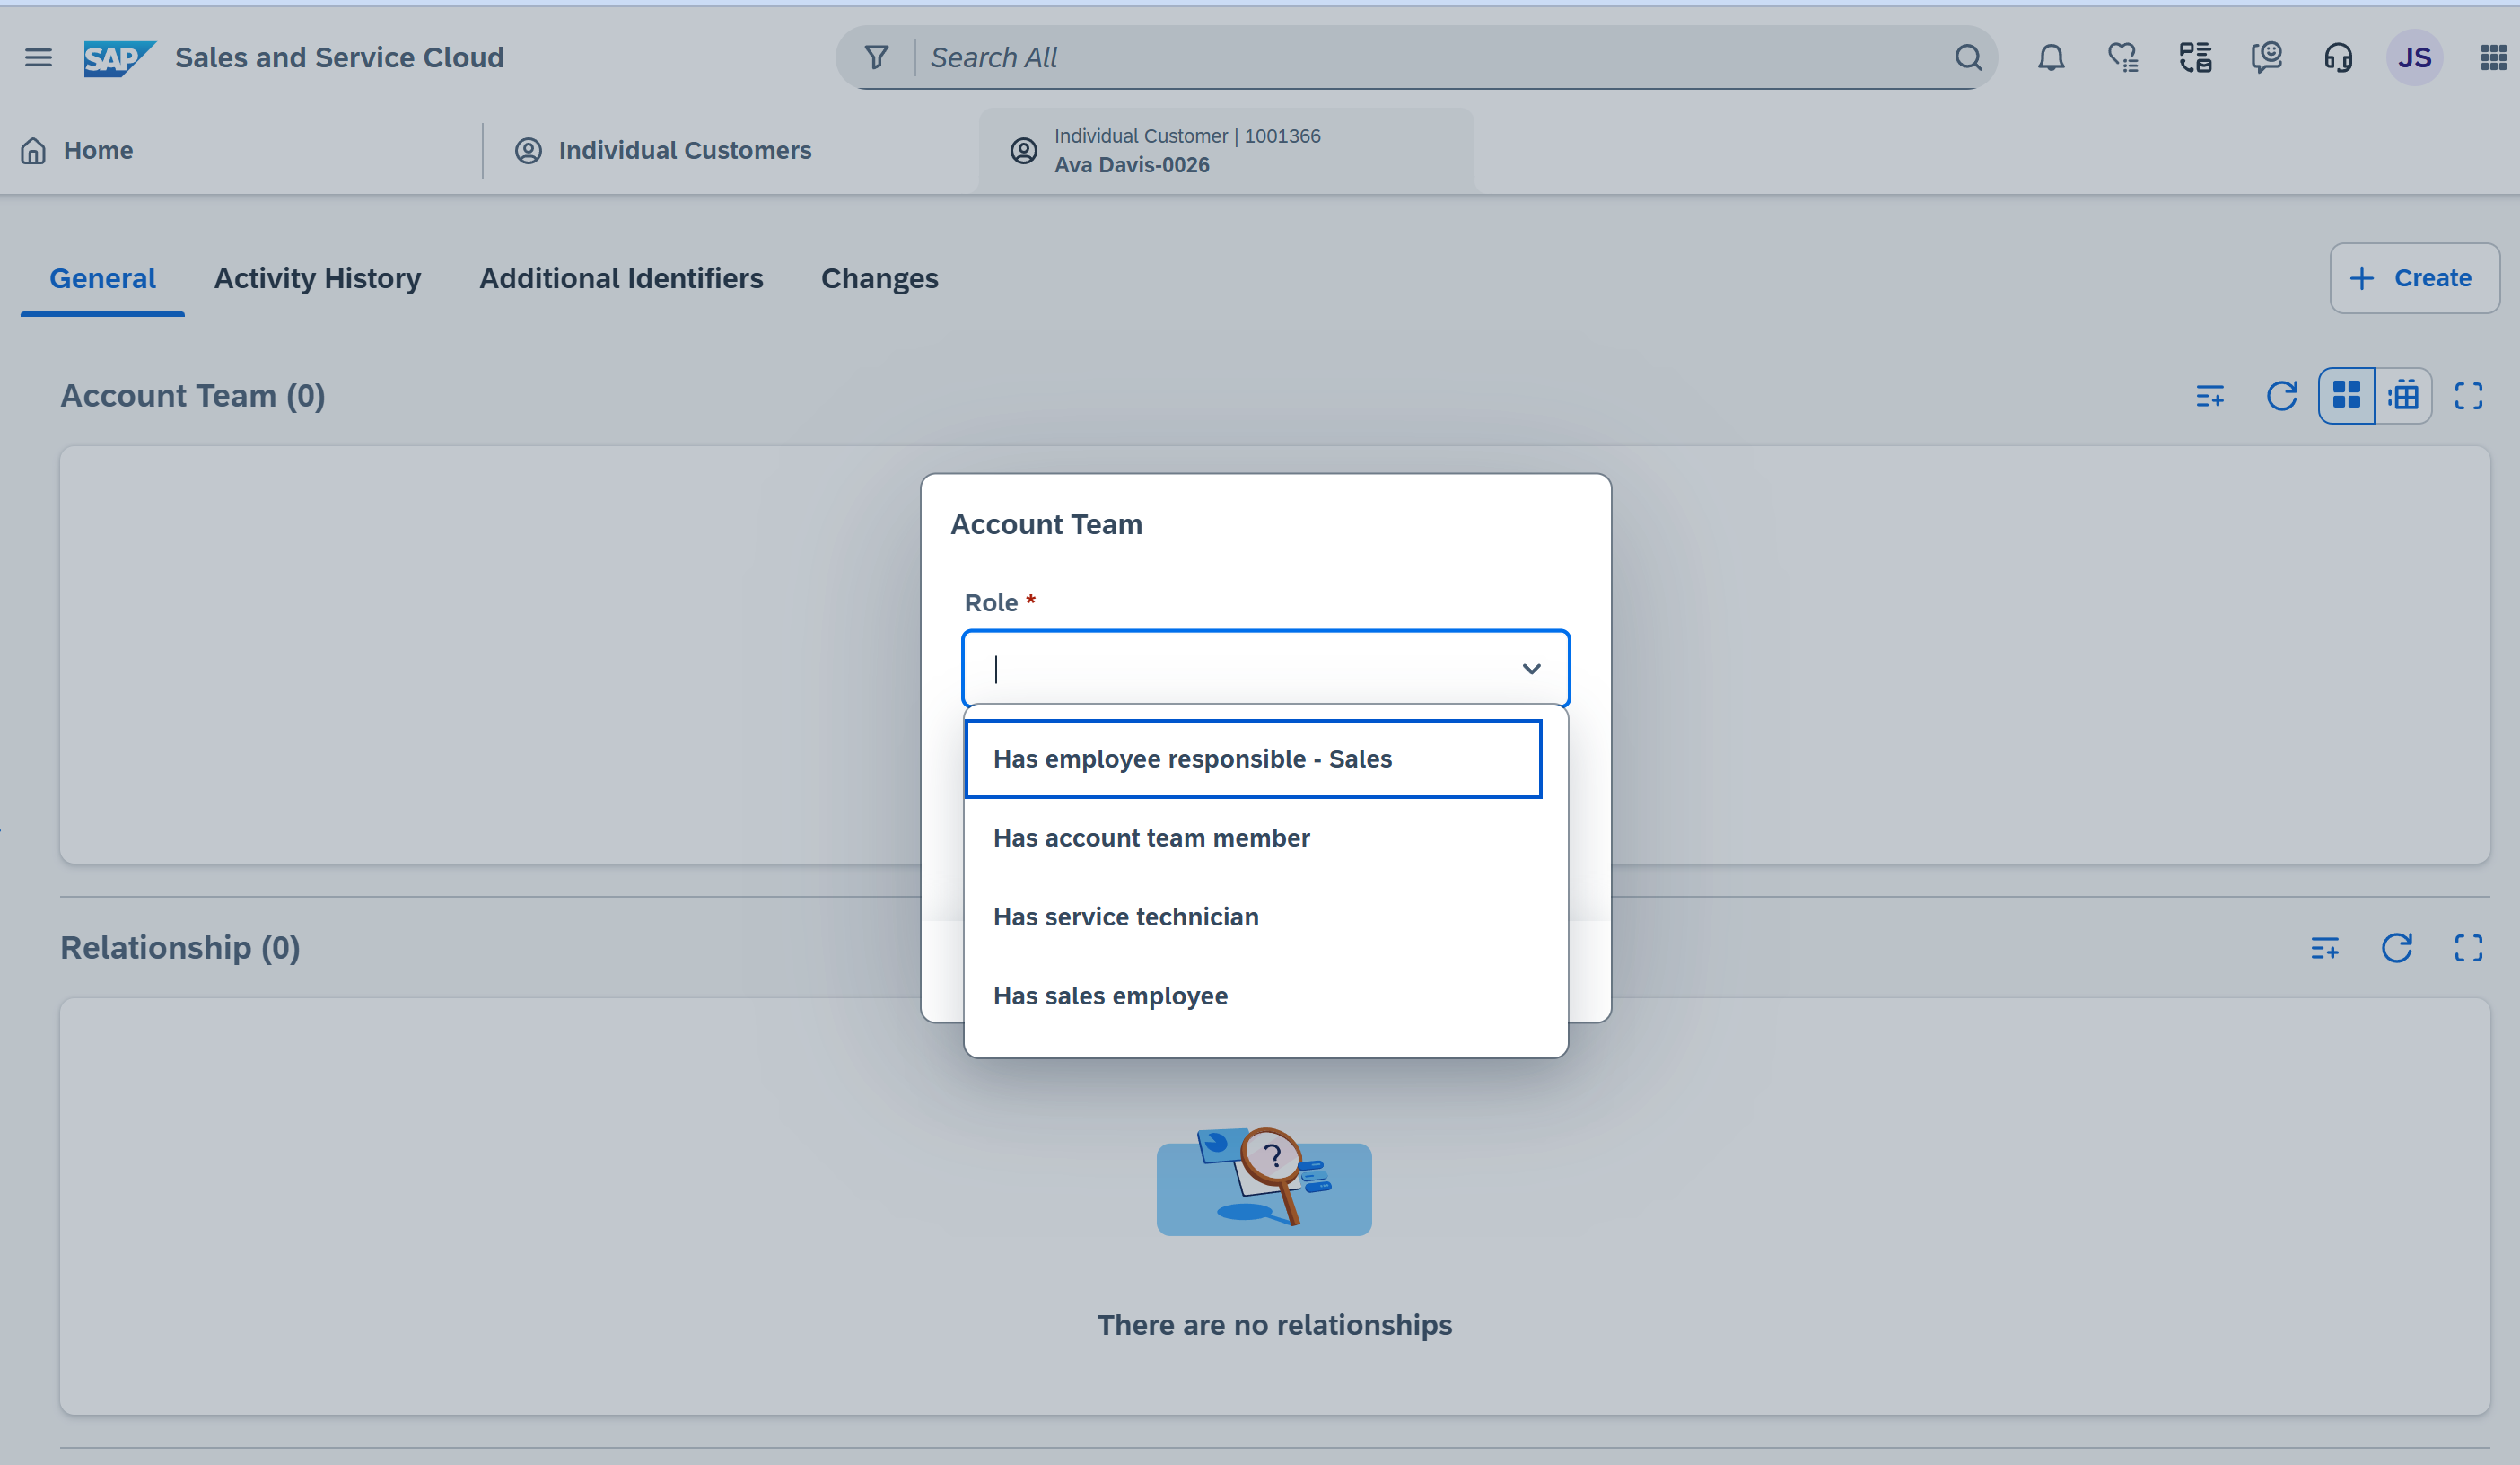 SAP Sales and Service Cloud
Search All
JS
Home
Individual Customers
Individual Customer | 1001366
Ava Davis-0026
General
Activity History
Additional Identifiers
Changes
Create
Account Team (0)
Account Team
Role *
Has employee responsible - Sales
Has account team member
Has service technician
Has sales employee
Relationship (0)
?
There are no relationships